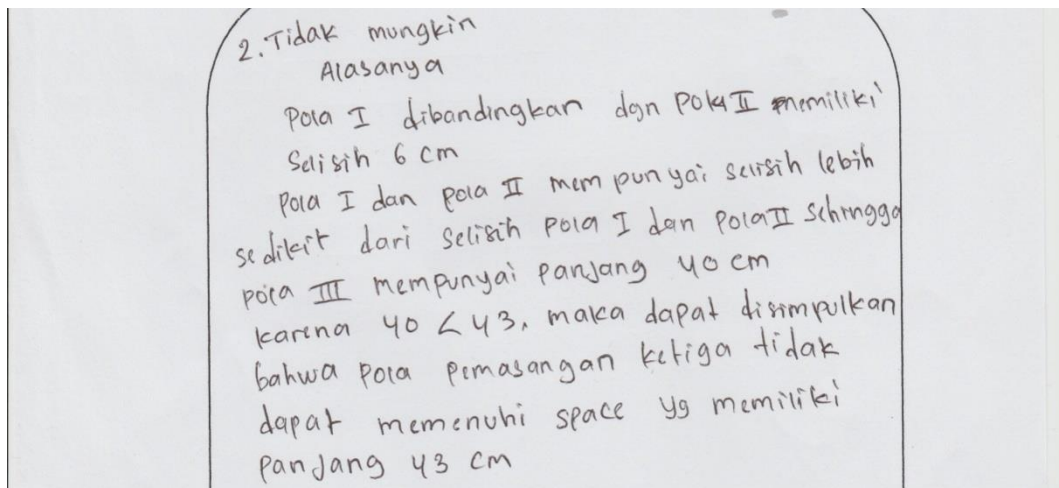 2. Tidak mungkin
Alasanya
Pola I dibandingkan dgn Pola II memiliki
Selisih 6 cm
Pola I dan pola II mempunyai selisih lebih
sedikit dari selisih pola I dan Pola II Sehingga
pola III mempunyai panjang 40 cm
karena 40 < 43, maka dapat disimpulkan
bahwa pola pemasangan ketiga tidak
dapat memenuhi space yg memiliki
panjang 43 cm